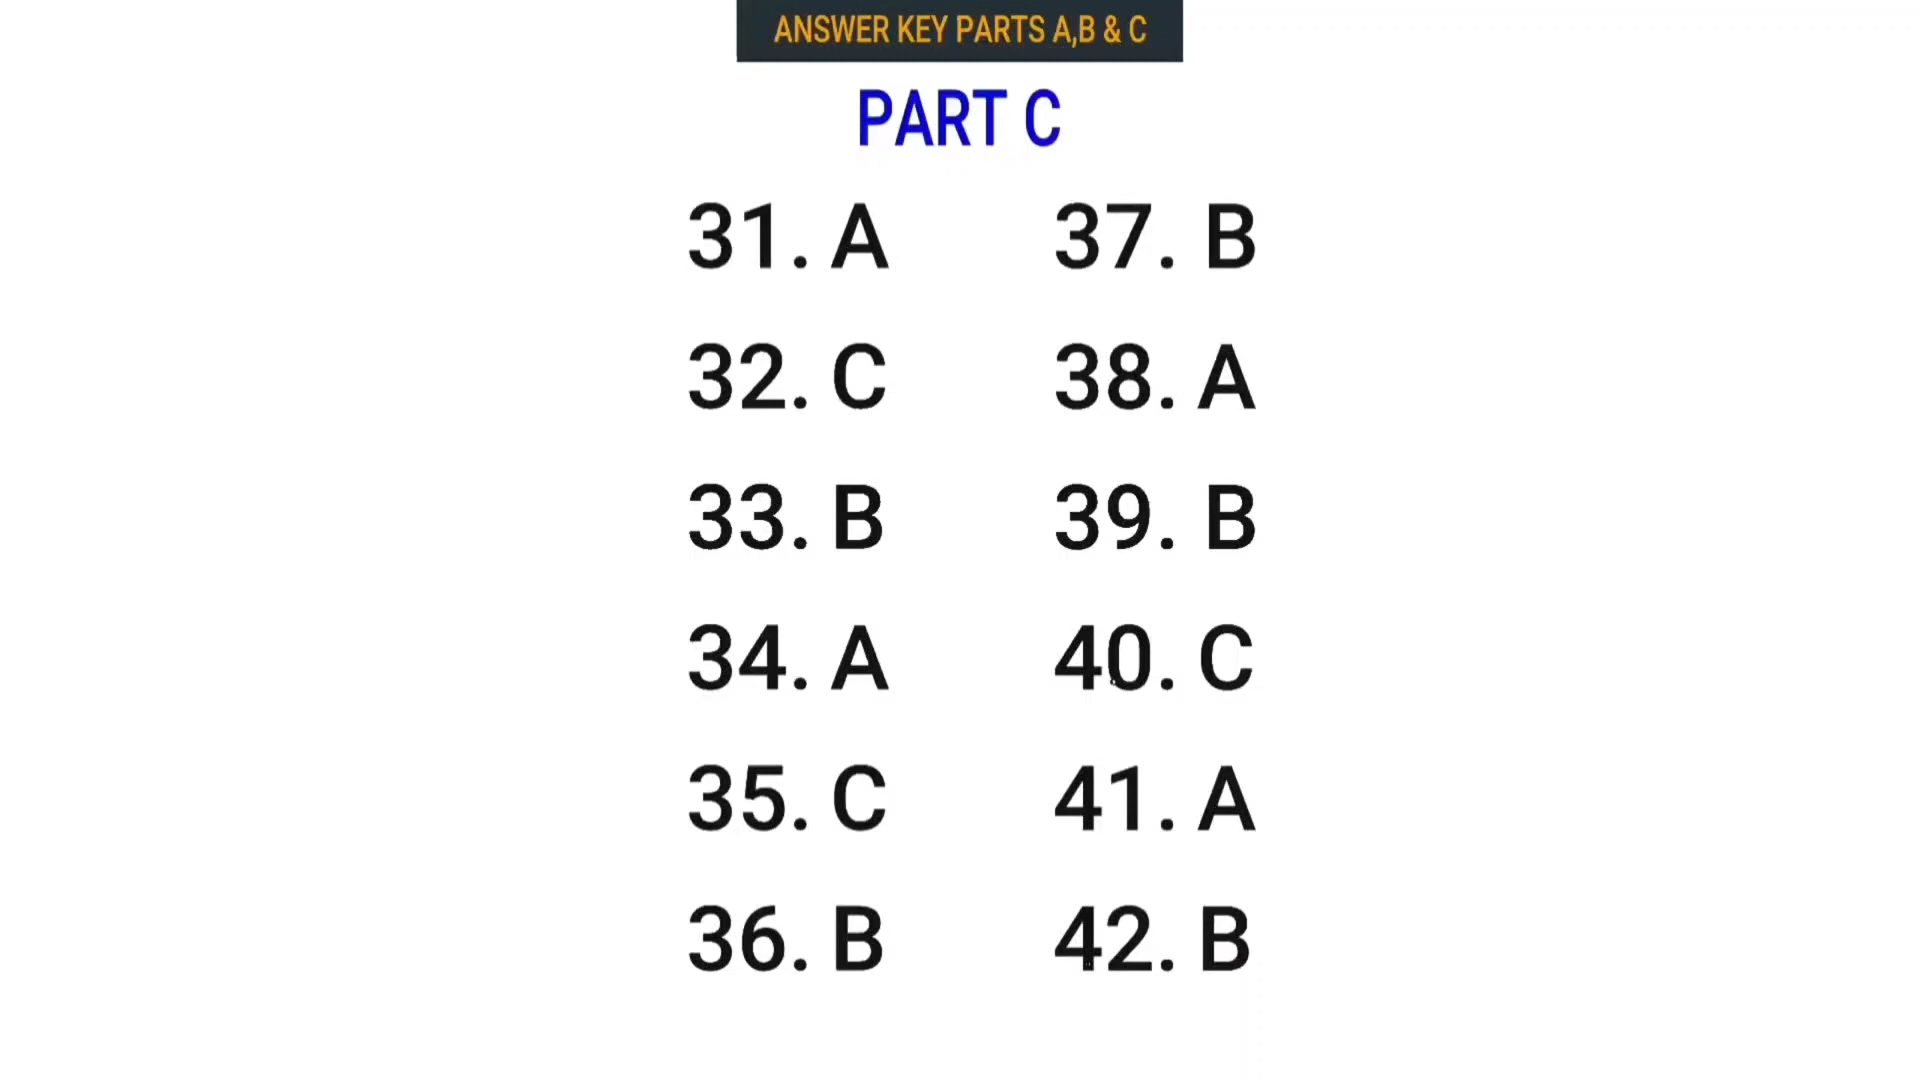 ANSWER KEY PARTS A,B & C
PART C
31. A
32. C
33. B
34. A
35. C
36. B
37. B
38. A
39. B
40. C
41. A
42. B